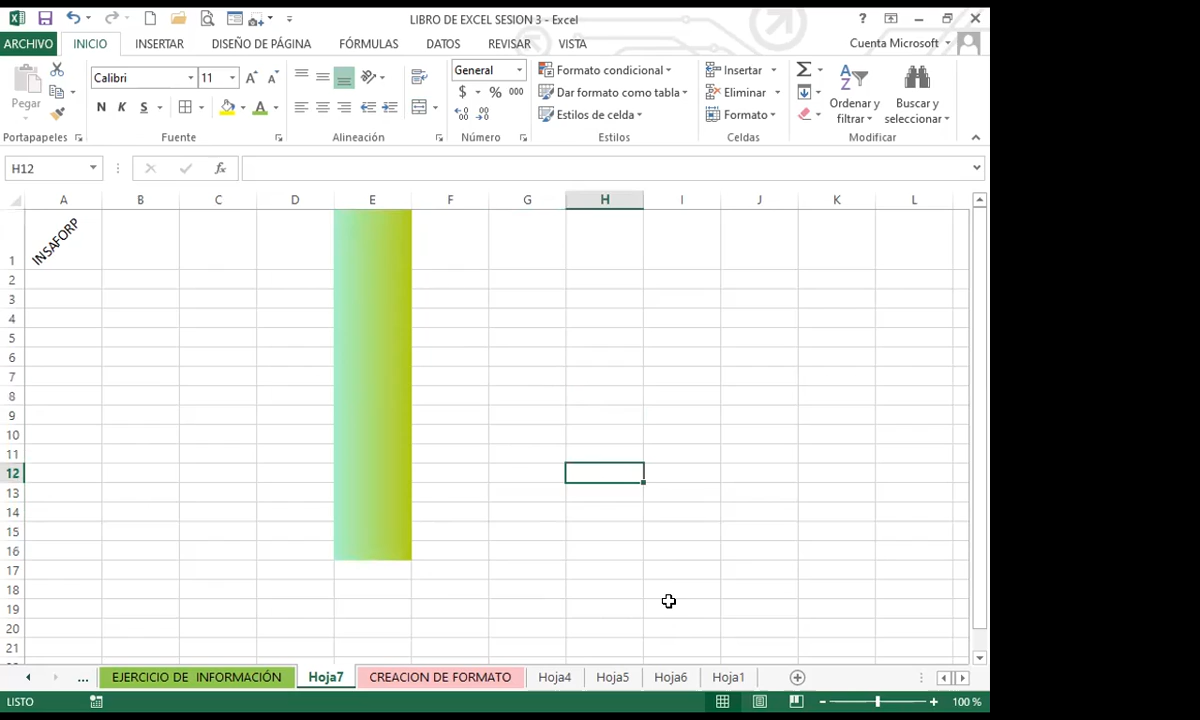 LIBRO DE EXCEL SESION 3 - Excel
?
ARCHIVO INICIO INSERTAR DISEÑO DE PÁGINA FÓRMULAS DATOS REVISAR VISTA Cuenta Microsoft
Pegar
Calibri 11
N K S A
General
$ % 000
Formato condicional
Dar formato como tabla
Estilos de celda
Insertar
Eliminar
Formato
Ordenar y filtrar
Buscar y seleccionar
Portapapeles Fuente Alineación Número Estilos Celdas Modificar
H12 fx
A B C D E F G H I J K L
INSAFORP
1
2
3
4
5
6
7
8
9
10
11
12
13
14
15
16
17
18
19
20
21
... EJERCICIO DE INFORMACIÓN Hoja7 CREACION DE FORMATO Hoja4 Hoja5 Hoja6 Hoja1
LISTO 100 %